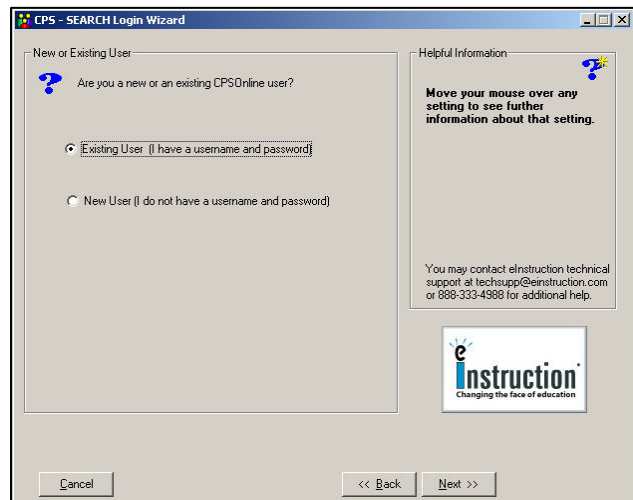 CPS - SEARCH Login Wizard
New or Existing User
Are you a new or an existing CPSOnline user?
Existing User (I have a username and password)
New User (I do not have a username and password)
Helpful Information
Move your mouse over any
setting to see further
information about that setting.
You may contact eInstruction technical
support at techsupp@einstruction.com
or 888-333-4988 for additional help.
eInstruction
Changing the face of education
Cancel
<< Back
Next >>